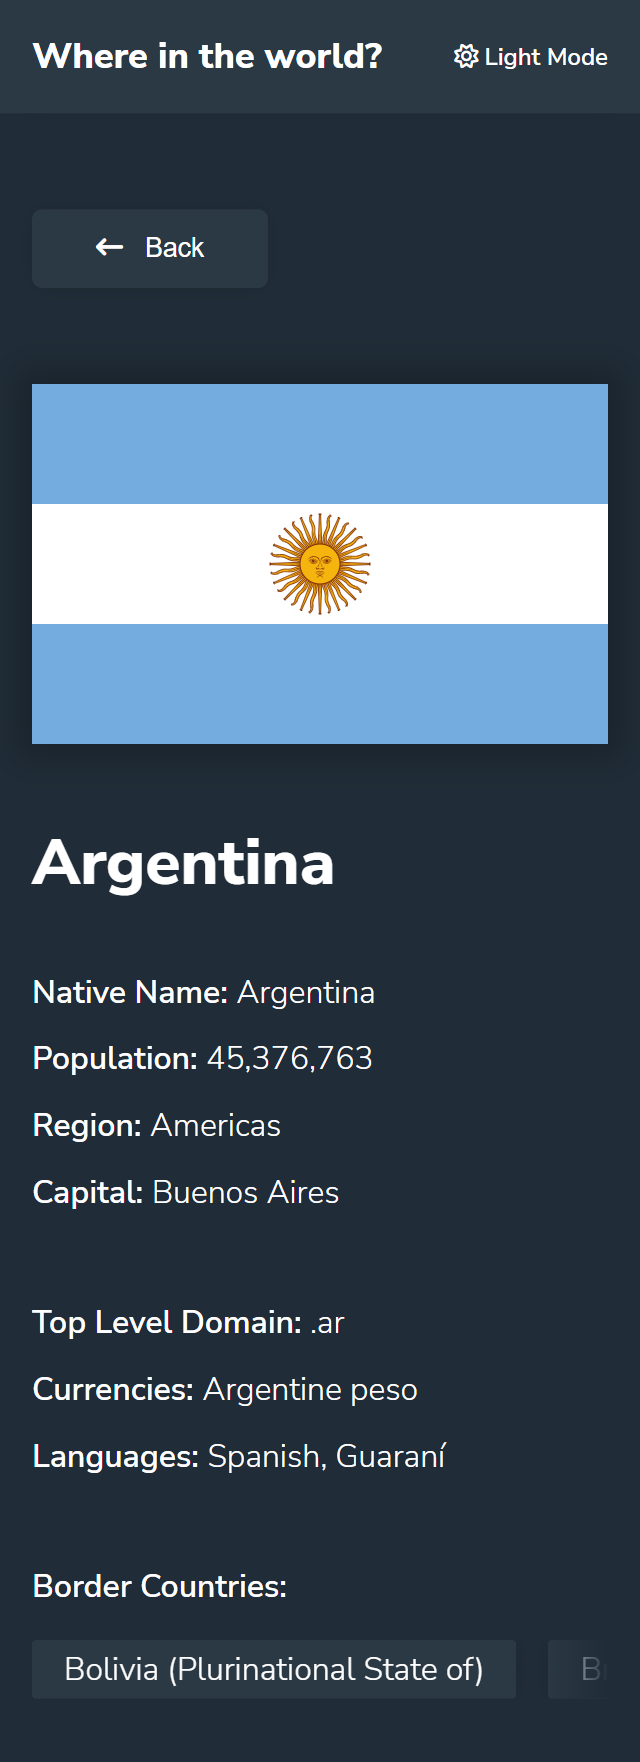 Where in the world?
Light Mode
Back
Argentina
Native Name: Argentina
Population: 45,376,763
Region: Americas
Capital: Buenos Aires
Top Level Domain: .ar
Currencies: Argentine peso
Languages: Spanish, Guaraní
Border Countries:
Bolivia (Plurinational State of)